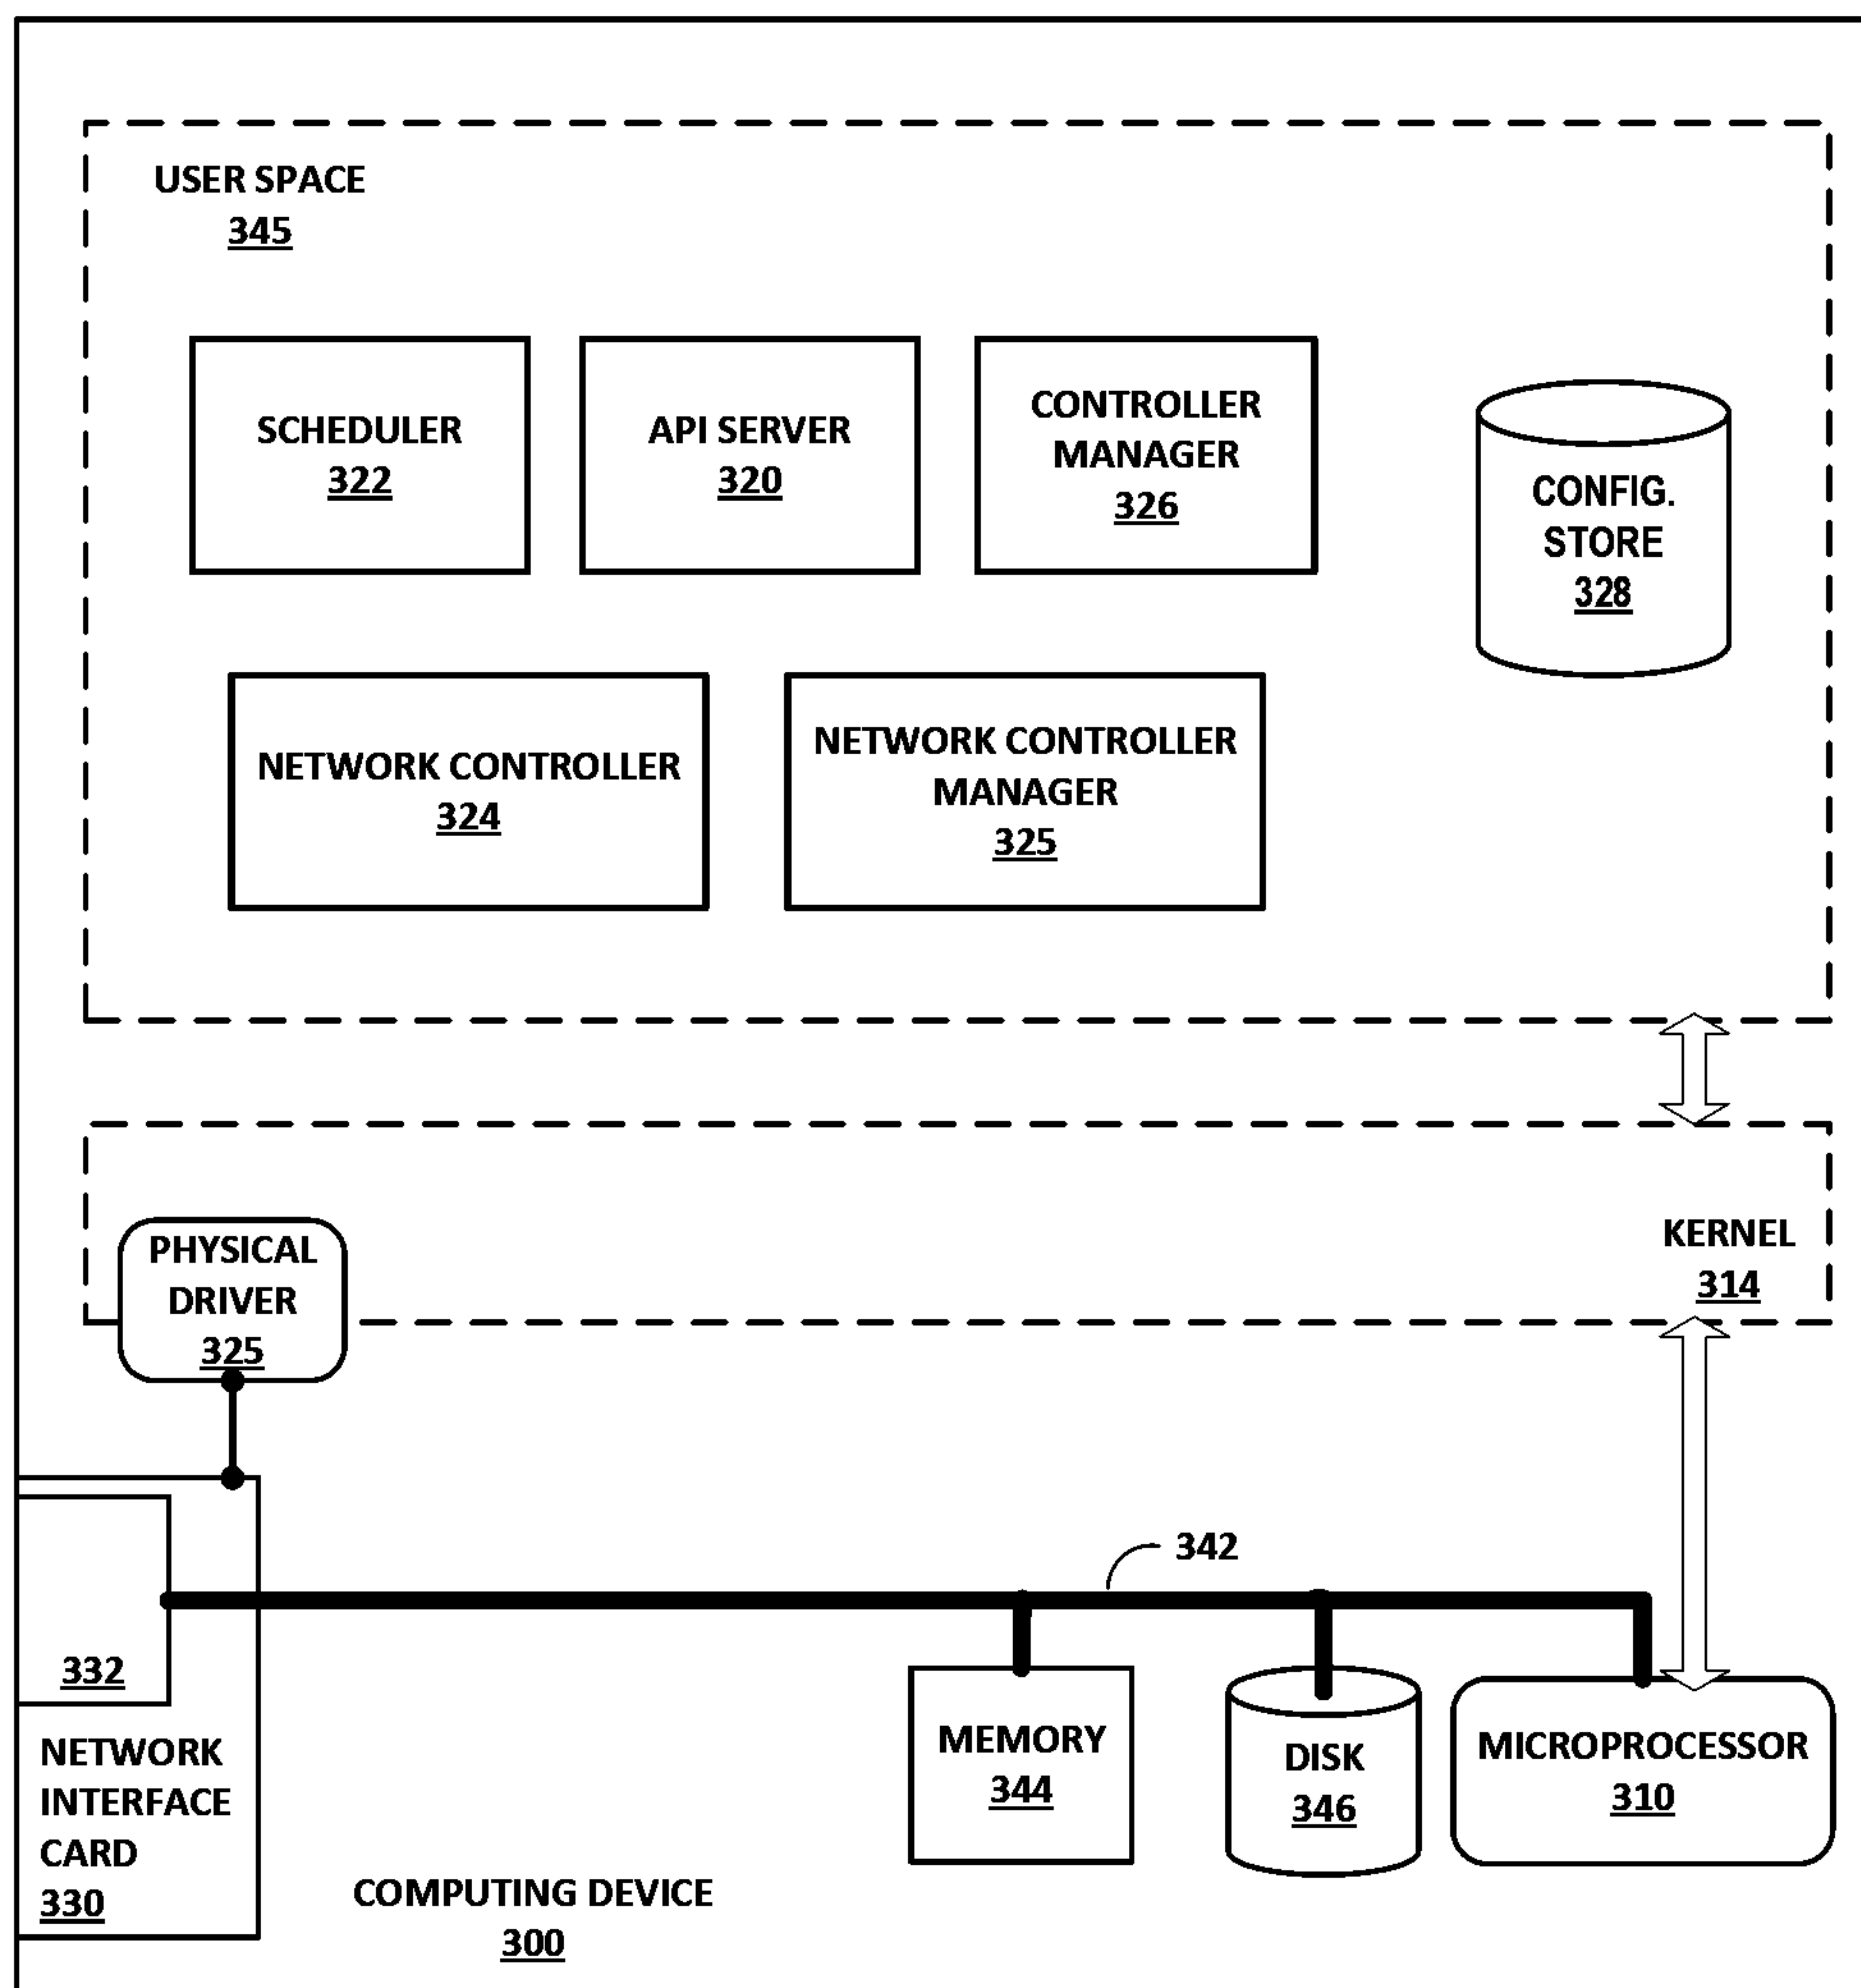 USER SPACE
345
SCHEDULER
322
API SERVER
320
CONTROLLER
MANAGER
326
CONFIG.
STORE
328
NETWORK CONTROLLER
324
NETWORK CONTROLLER
MANAGER
325
PHYSICAL
DRIVER
325
KERNEL
314
342
332
NETWORK
INTERFACE
CARD
330
MEMORY
344
DISK
346
MICROPROCESSOR
310
COMPUTING DEVICE
300